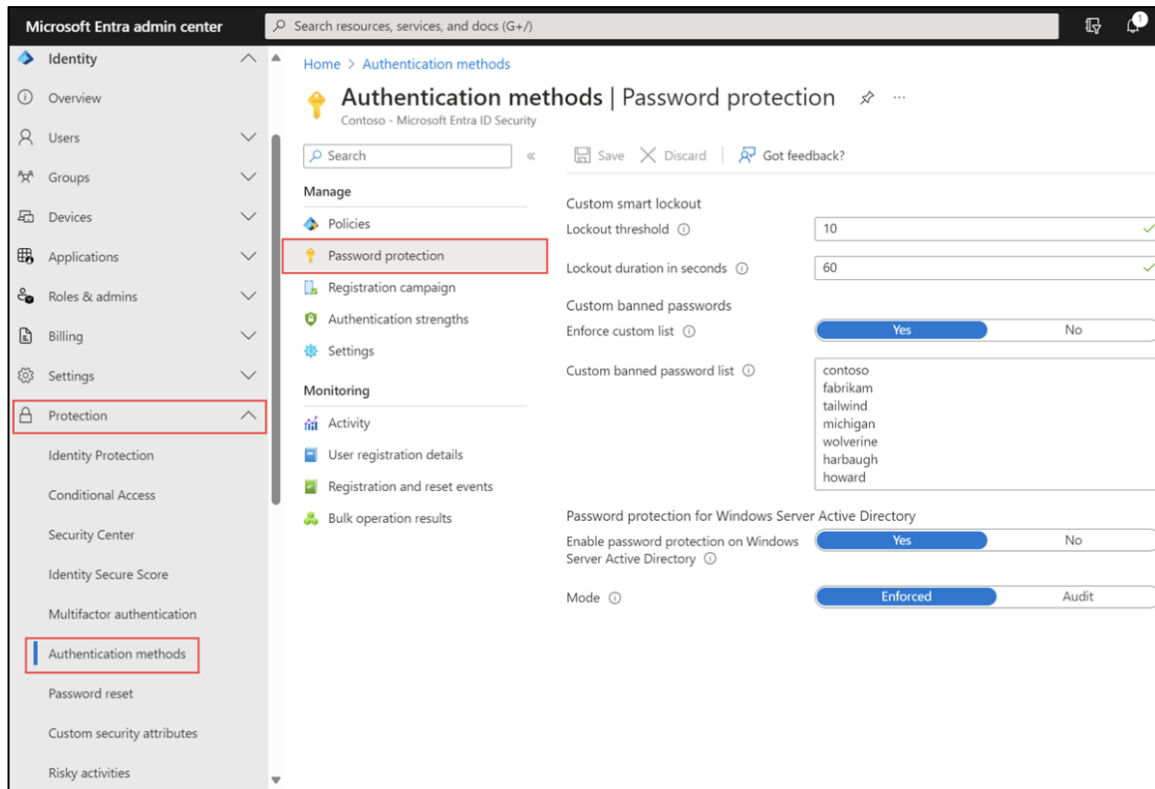 Microsoft Entra admin center
Search resources, services, and docs (G+/)
1
Identity
Overview
Users
Groups
Devices
Applications
Roles & admins
Billing
Settings
Protection
Identity Protection
Conditional Access
Security Center
Identity Secure Score
Multifactor authentication
Authentication methods
Password reset
Custom security attributes
Risky activities
Home > Authentication methods
Authentication methods | Password protection
Contoso - Microsoft Entra ID Security
Search
Manage
Policies
Password protection
Registration campaign
Authentication strengths
Settings
Monitoring
Activity
User registration details
Registration and reset events
Bulk operation results
Save Discard Got feedback?
Custom smart lockout
Lockout threshold 10
Lockout duration in seconds 60
Custom banned passwords
Enforce custom list Yes No
Custom banned password list
contoso
fabrikam
tailwind
michigan
wolverine
harbaugh
howard
Password protection for Windows Server Active Directory
Enable password protection on Windows
Server Active Directory
Yes No
Mode Enforced Audit